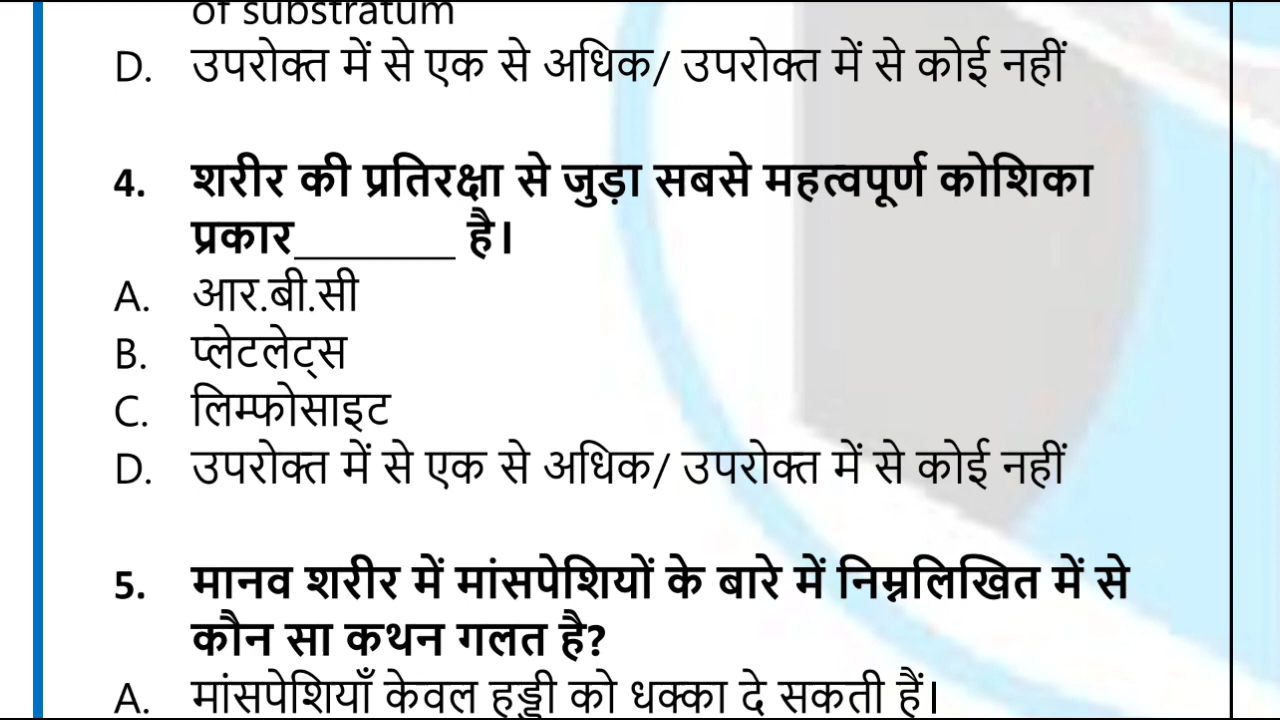 of substratum
D. उपरोक्त में से एक से अधिक/ उपरोक्त में से कोई नहीं
4. शरीर की प्रतिरक्षा से जुड़ा सबसे महत्वपूर्ण कोशिका
प्रकार________ है।
A. आर.बी.सी
B. प्लेटलेट्स
C. लिम्फोसाइट
D. उपरोक्त में से एक से अधिक/ उपरोक्त में से कोई नहीं
5. मानव शरीर में मांसपेशियों के बारे में निम्नलिखित में से
कौन सा कथन गलत है?
A. मांसपेशियाँ केवल हड्डी को धक्का दे सकती हैं।